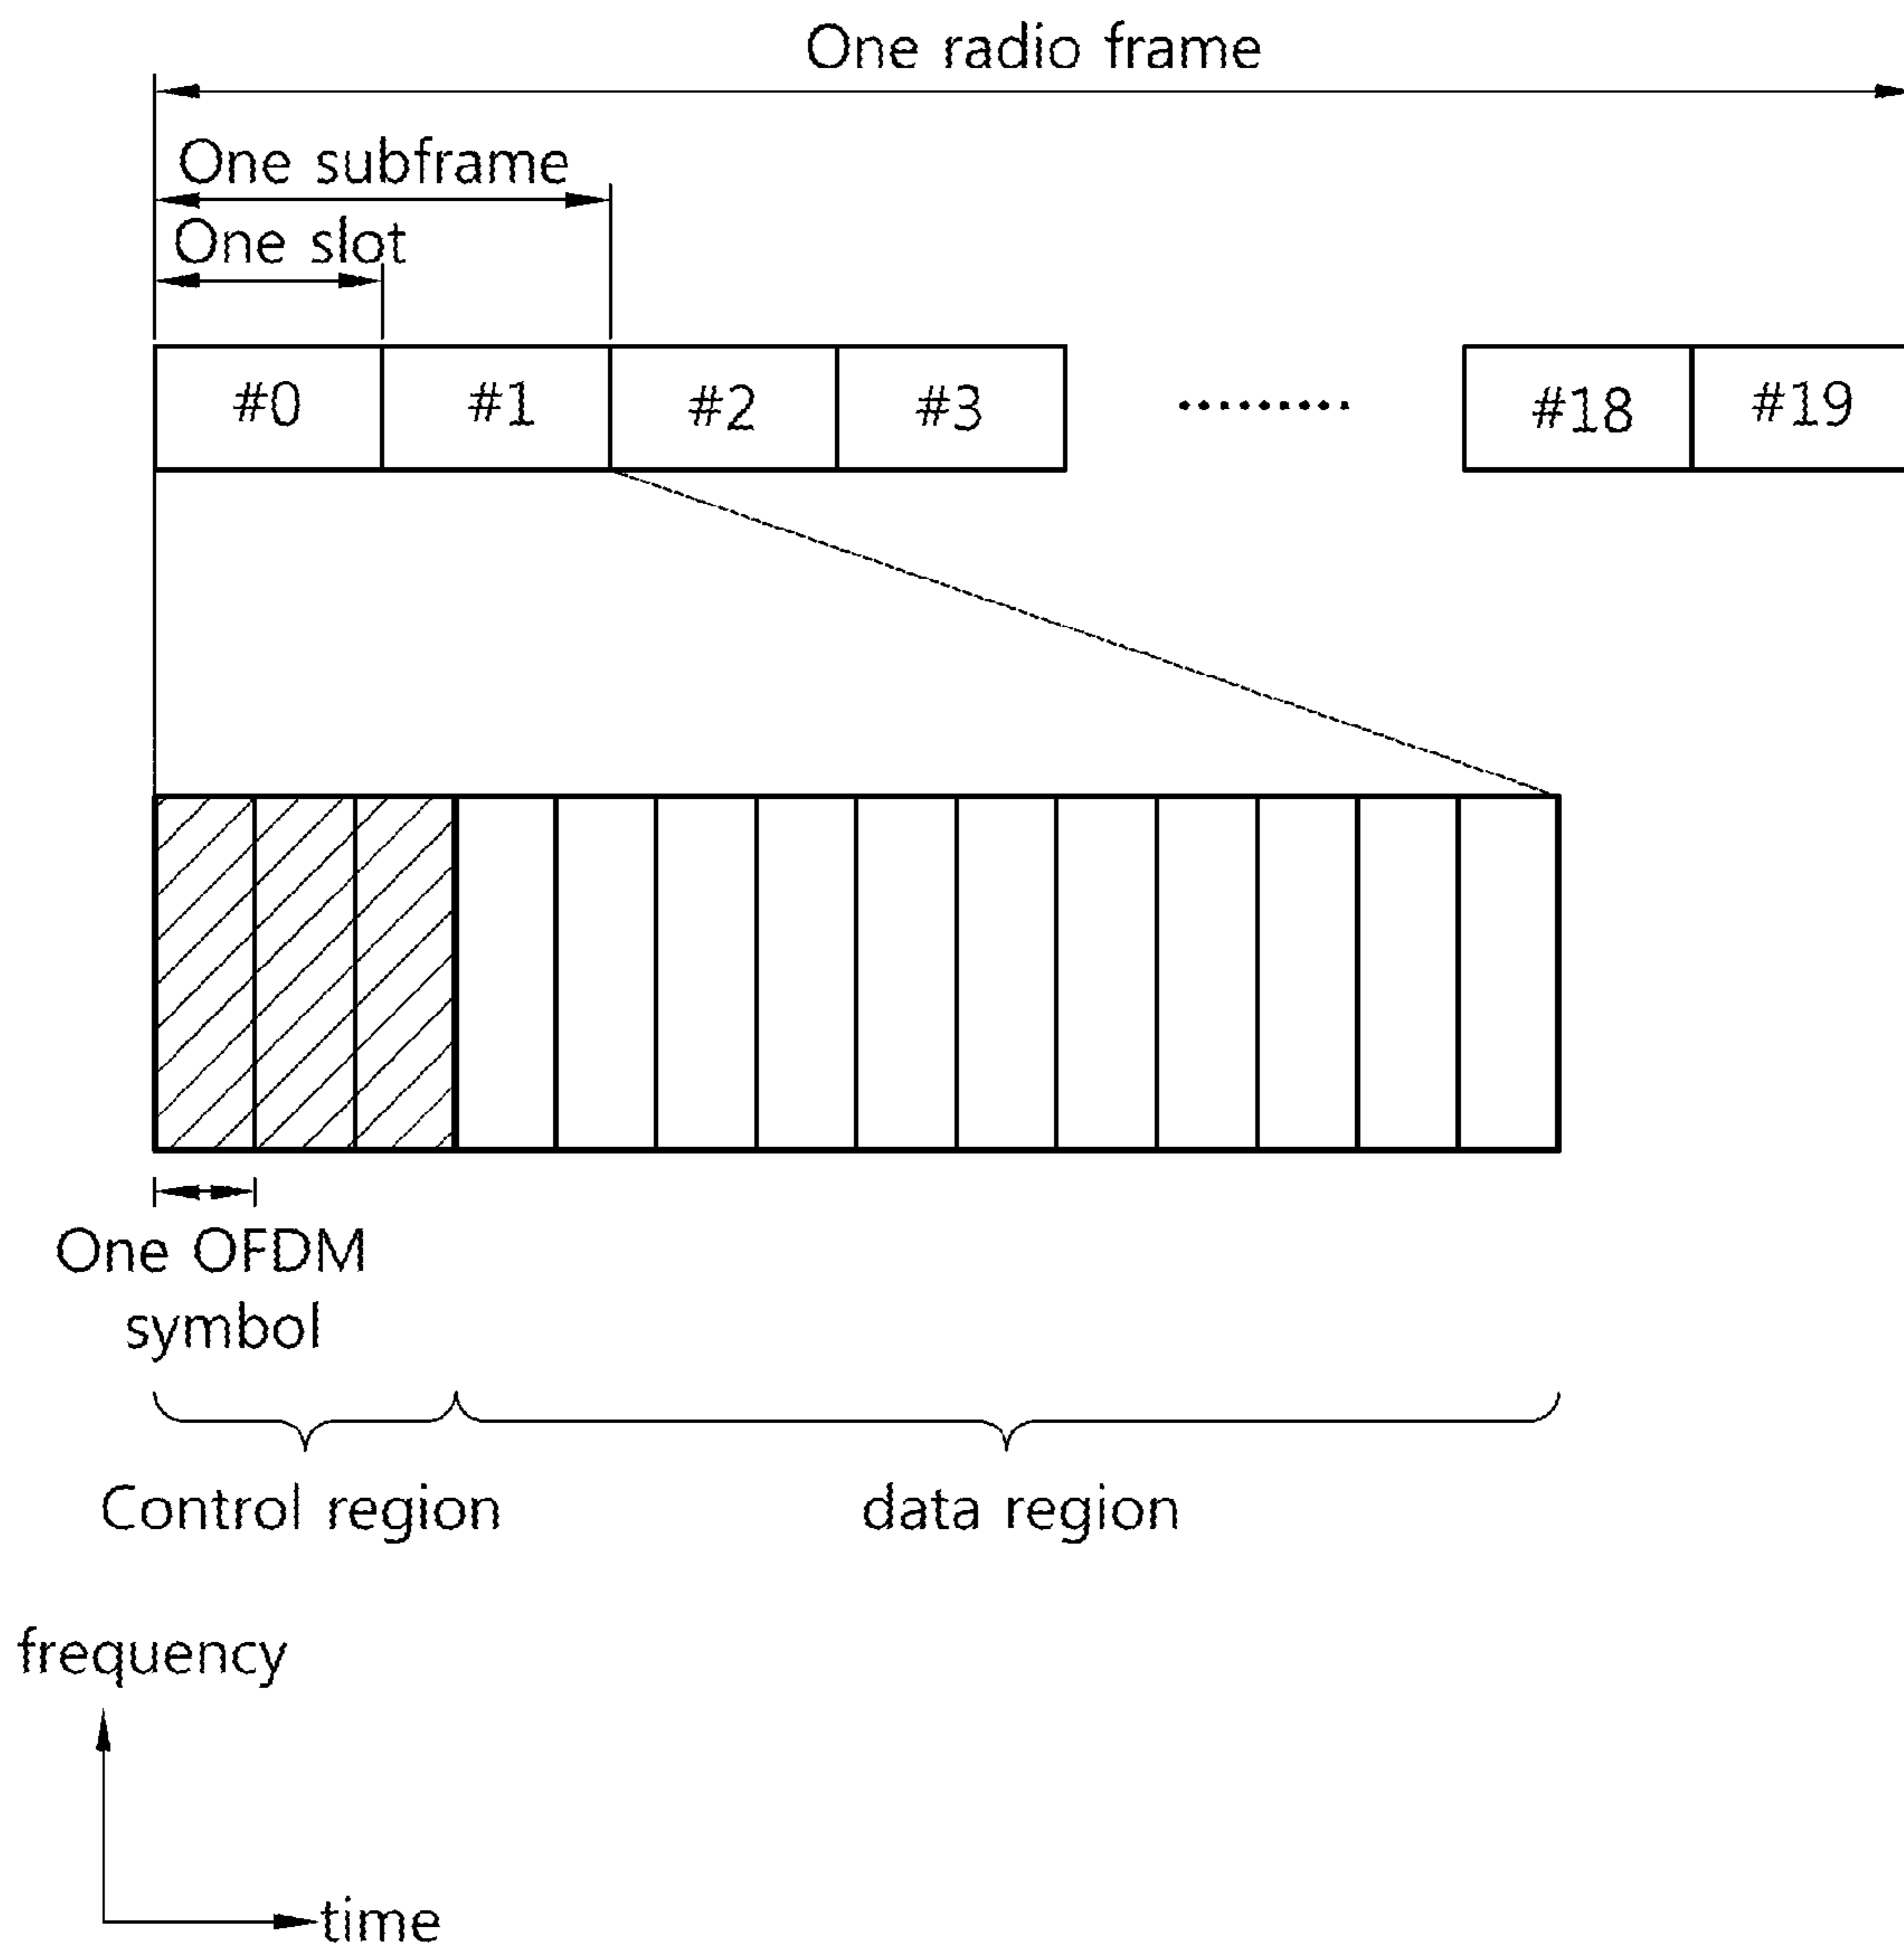 One radio frame
One subframe
One slot
#0 #1 #2 #3 ········· #18 #19
One OFDM
symbol
Control region data region
frequency
time